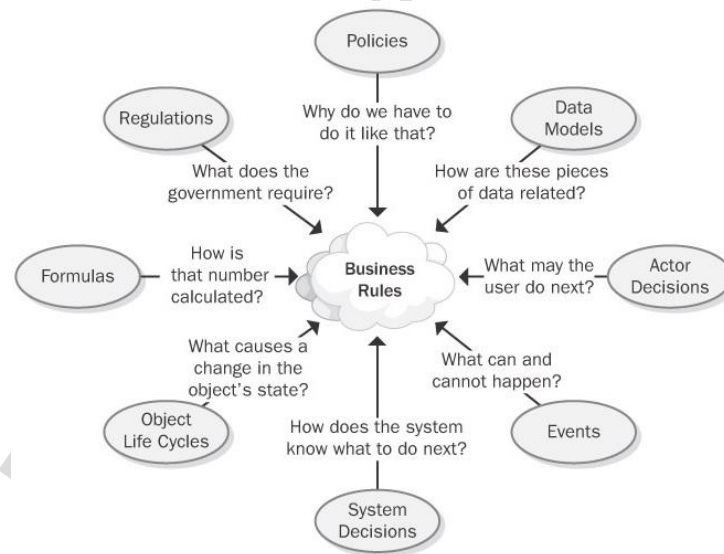 Policies
Why do we have to
do it like that?
Regulations
What does the
government require?
Data
Models
How are these pieces
of data related?
Formulas
How is
that number
calculated?
Business
Rules
What may the
user do next?
Actor
Decisions
What causes a
change in the
object's state?
Object
Life Cycles
What can and
cannot happen?
Events
How does the system
know what to do next?
System
Decisions